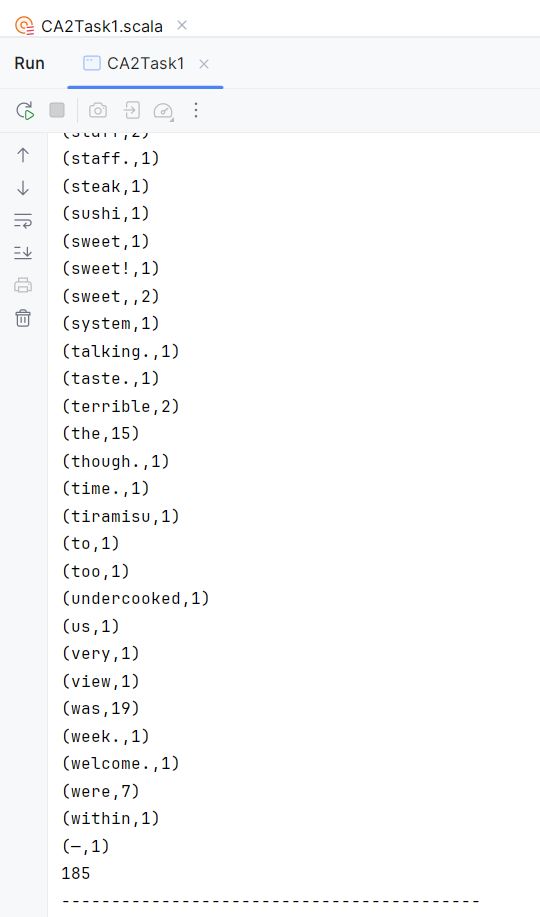 CA2Task1.scala
Run CA2Task1
(staff,2)
(staff.,1)
(steak,1)
(sushi,1)
(sweet,1)
(sweet!,1)
(sweet,,2)
(system,1)
(talking.,1)
(taste.,1)
(terrible,2)
(the,15)
(though.,1)
(time.,1)
(tiramisu,1)
(to,1)
(too,1)
(undercooked,1)
(us,1)
(very,1)
(view,1)
(was,19)
(week.,1)
(welcome.,1)
(were,7)
(within,1)
(—,1)
185
------------------------------------------